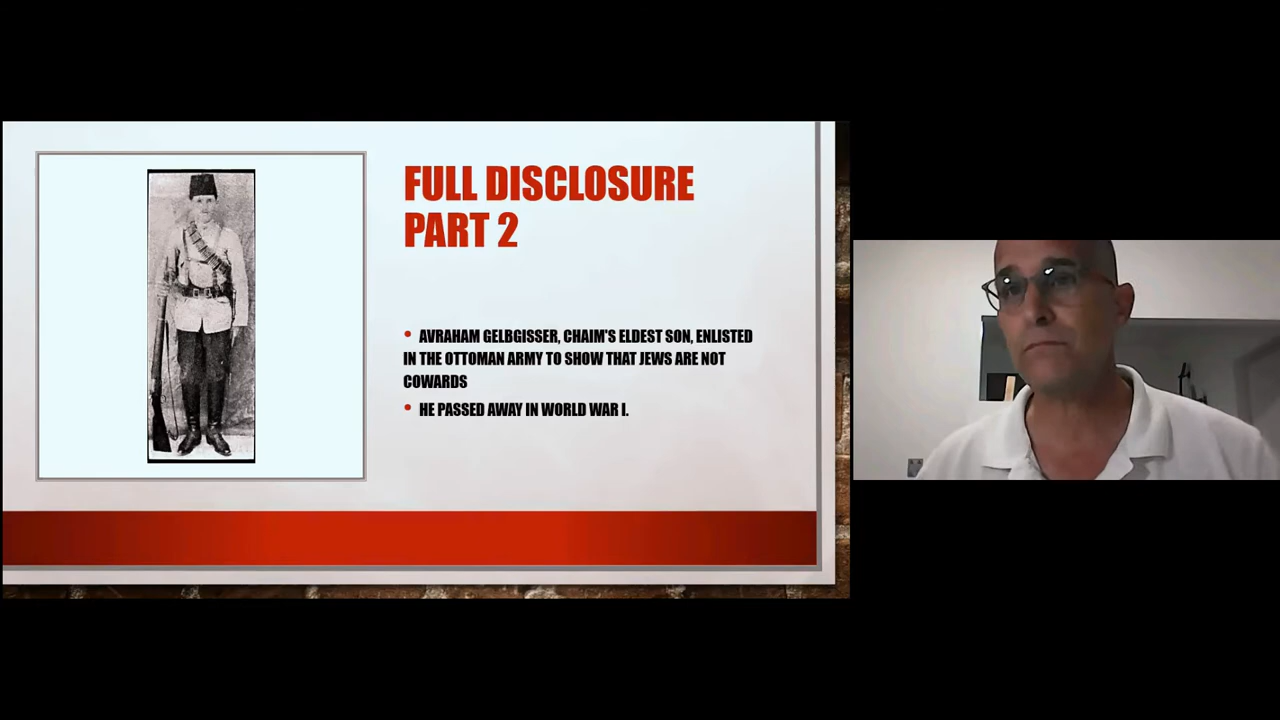 FULL DISCLOSURE
PART 2
• AVRAHAM GELBGISSER, CHAIM'S ELDEST SON, ENLISTED
IN THE OTTOMAN ARMY TO SHOW THAT JEWS ARE NOT
COWARDS
• HE PASSED AWAY IN WORLD WAR I.